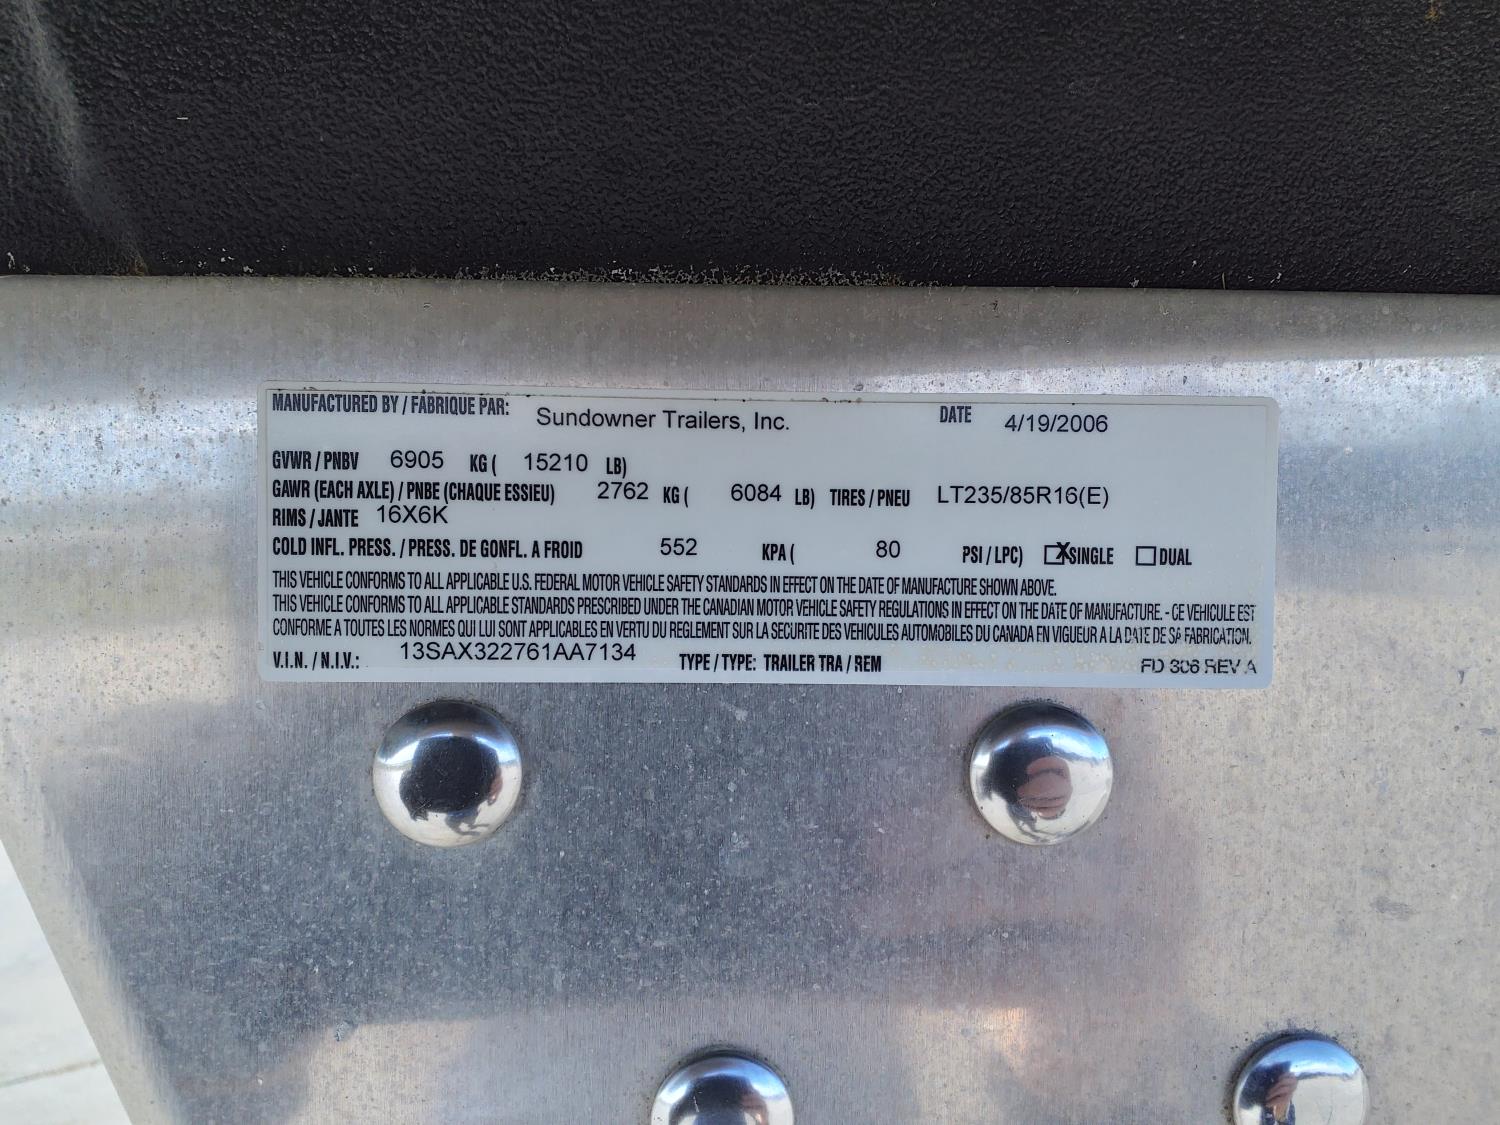 MANUFACTURED BY / FABRIQUE PAR: Sundowner Trailers, Inc. DATE 4/19/2006
GVWR / PNBV 6905 KG ( 15210 LB)
GAWR (EACH AXLE) / PNBE (CHAQUE ESSIEU) 2762 KG ( 6084 LB) TIRES / PNEU LT235/85R16(E)
RIMS / JANTE 16X6K
COLD INFL. PRESS. / PRESS. DE GONFL. A FROID 552 KPA ( 80 PSI / LPC) X SINGLE DUAL
THIS VEHICLE CONFORMS TO ALL APPLICABLE U.S. FEDERAL MOTOR VEHICLE SAFETY STANDARDS IN EFFECT ON THE DATE OF MANUFACTURE SHOWN ABOVE.
THIS VEHICLE CONFORMS TO ALL APPLICABLE STANDARDS PRESCRIBED UNDER THE CANADIAN MOTOR VEHICLE SAFETY REGULATIONS IN EFFECT ON THE DATE OF MANUFACTURE. - CE VEHICULE EST
CONFORME A TOUTES LES NORMES QUI LUI SONT APPLICABLES EN VERTU DU REGLEMENT SUR LA SECURITE DES VEHICULES AUTOMOBILES DU CANADA EN VIGUEUR A LA DATE DE SA FABRICATION.
V.I.N. / N.I.V.: 13SAX322761AA7134 TYPE / TYPE: TRAILER TRA / REM FD 306 REV A